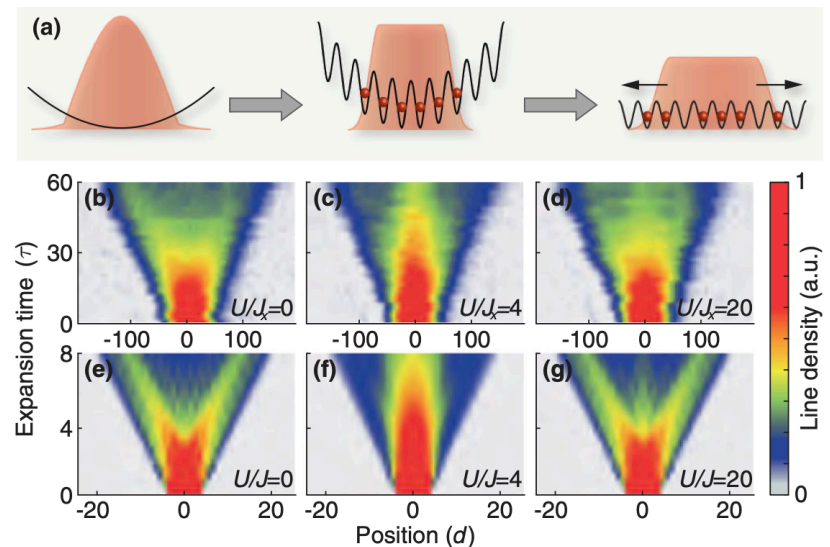 (a)
60
(b)
(c)
(d)
1
30
U/Jx=0
U/Jx=4
U/Jx=20
0
-100 0 100
-100 0 100
-100 0 100
Expansion time (τ)
Line density (a.u.)
8
(e)
(f)
(g)
4
U/J=0
U/J=4
U/J=20
0
0
-20 0 20
-20 0 20
-20 0 20
Position (d)